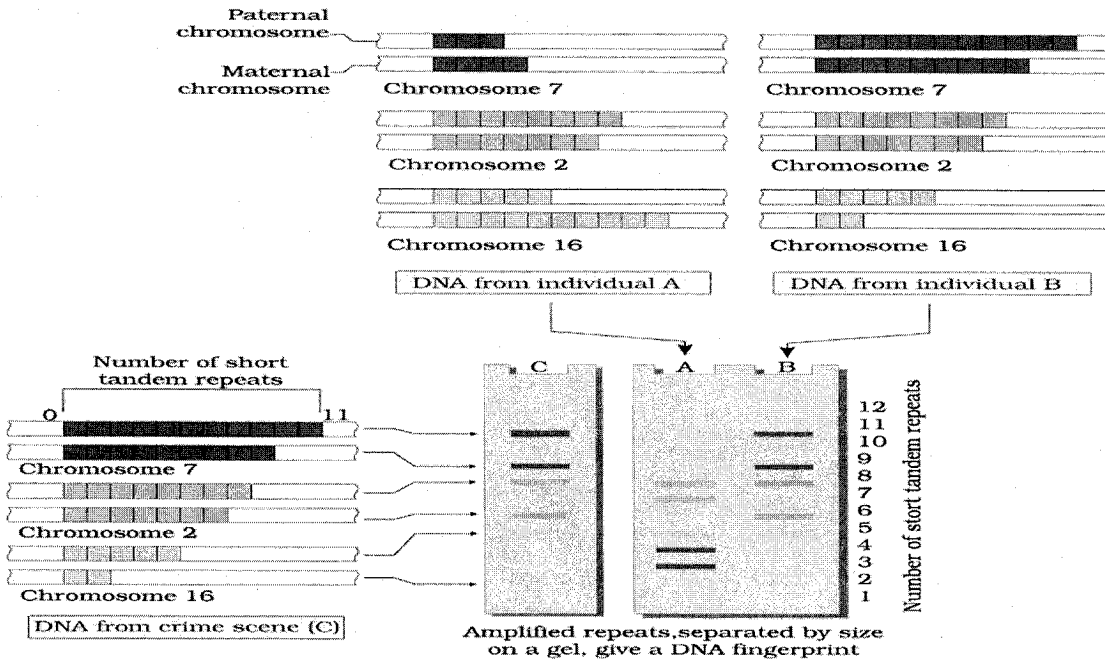 Paternal
chromosome
Maternal
chromosome
Chromosome 7
Chromosome 2
Chromosome 16
DNA from individual A
Chromosome 7
Chromosome 2
Chromosome 16
DNA from individual B
Number of short
tandem repeats
0
11
Chromosome 7
Chromosome 2
Chromosome 16
DNA from crime scene (C)
C
A
B
12
11
10
9
8
7
6
5
4
3
2
1
Number of stort tandem repeats
Amplified repeats,separated by size
on a gel, give a DNA fingerprint